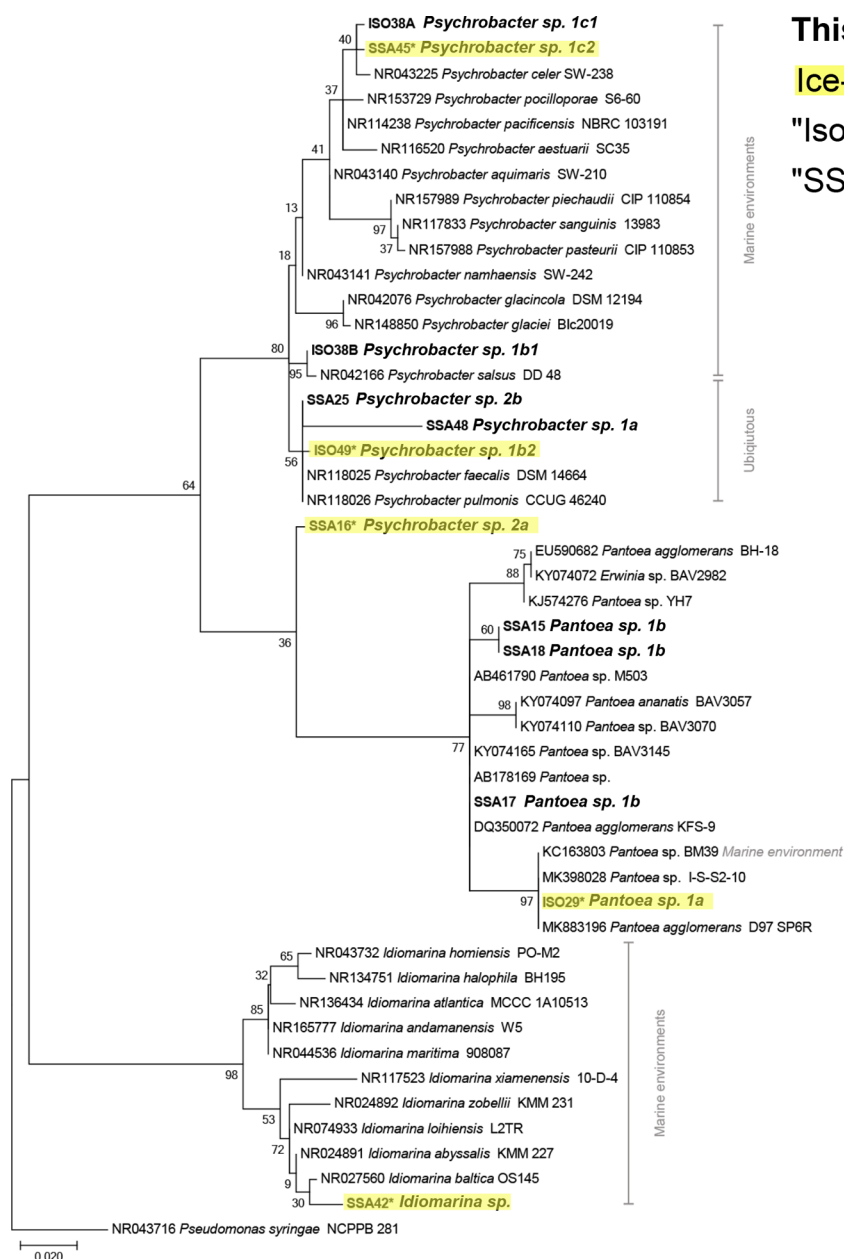 ISO38A Psychrobacter sp. 1c1
40
SSA45* Psychrobacter sp. 1c2
NR043225 Psychrobacter celer SW-238
37
NR153729 Psychrobacter pocilloporae S6-60
NR114238 Psychrobacter pacificensis NBRC 103191
41
NR116520 Psychrobacter aestuarii SC35
NR043140 Psychrobacter aquimaris SW-210
NR157989 Psychrobacter piechaudii CIP 110854
13
97
NR117833 Psychrobacter sanguinis 13983
37
NR157988 Psychrobacter pasteurii CIP 110853
18
NR043141 Psychrobacter namhaensis SW-242
NR042076 Psychrobacter glacincola DSM 12194
96
NR148850 Psychrobacter glaciei BIc20019
80
ISO38B Psychrobacter sp. 1b1
95
NR042166 Psychrobacter salsus DD 48
Marine environments
SSA25 Psychrobacter sp. 2b
SSA48 Psychrobacter sp. 1a
56
ISO49* Psychrobacter sp. 1b2
NR118025 Psychrobacter faecalis DSM 14664
NR118026 Psychrobacter pulmonis CCUG 46240
Ubiqiutous
64
SSA16* Psychrobacter sp. 2a
75
EU590682 Pantoea agglomerans BH-18
88
KY074072 Erwinia sp. BAV2982
KJ574276 Pantoea sp. YH7
36
60
SSA15 Pantoea sp. 1b
SSA18 Pantoea sp. 1b
AB461790 Pantoea sp. M503
98
KY074097 Pantoea ananatis BAV3057
KY074110 Pantoea sp. BAV3070
77
KY074165 Pantoea sp. BAV3145
AB178169 Pantoea sp.
SSA17 Pantoea sp. 1b
DQ350072 Pantoea agglomerans KFS-9
KC163803 Pantoea sp. BM39 Marine environment
MK398028 Pantoea sp. I-S-S2-10
97
ISO29* Pantoea sp. 1a
MK883196 Pantoea agglomerans D97 SP6R
65
NR043732 Idiomarina homiensis PO-M2
32
NR134751 Idiomarina halophila BH195
85
NR136434 Idiomarina atlantica MCCC 1A10513
NR165777 Idiomarina andamanensis W5
NR044536 Idiomarina maritima 908087
98
NR117523 Idiomarina xiamenensis 10-D-4
53
NR024892 Idiomarina zobellii KMM 231
NR074933 Idiomarina loihiensis L2TR
72
NR024891 Idiomarina abyssalis KMM 227
9
NR027560 Idiomarina baltica OS145
30
SSA42* Idiomarina sp.
Marine environments
NR043716 Pseudomonas syringae NCPPB 281
0.020
Ice-
"Iso
"SS